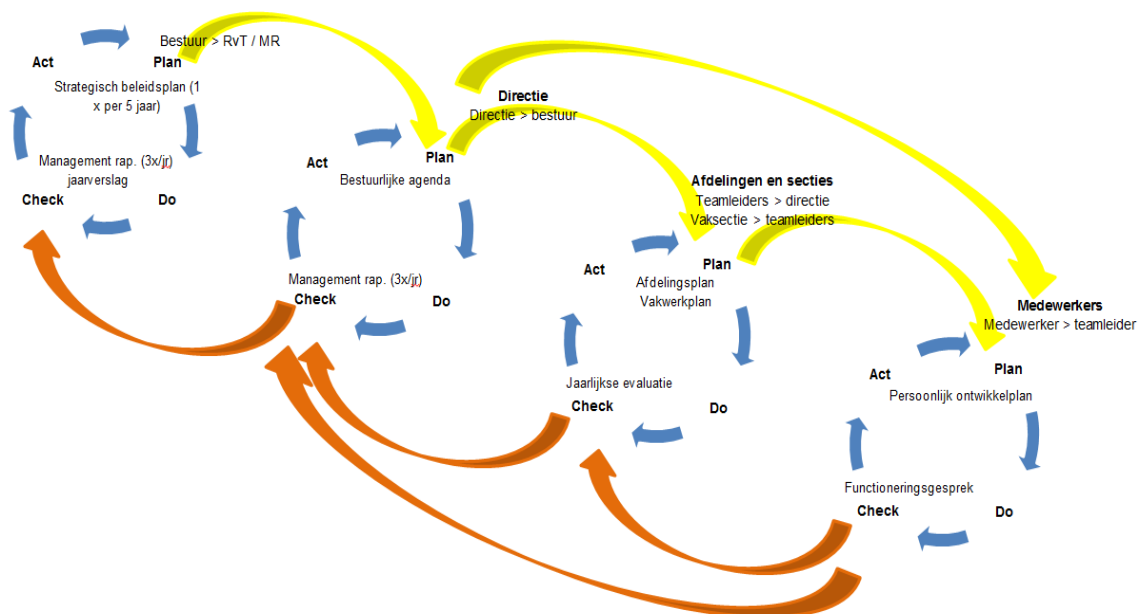 Bestuur > RvT / MR
Act
Plan
Strategisch beleidsplan (1
x per 5 jaar)
Management rap. (3x/jr)
jaarverslag
Check
Do
Directie
Directie > bestuur
Act
Plan
Bestuurlijke agenda
Management rap. (3x/jr)
Check
Do
Afdelingen en secties
Teamleiders > directie
Vaksectie > teamleiders
Act
Plan
Afdelingsplan
Vakwerkplan
Jaarlijkse evaluatie
Check
Do
Medewerkers
Medewerker > teamleider
Act
Plan
Persoonlijk ontwikkelplan
Functioneringsgesprek
Check
Do